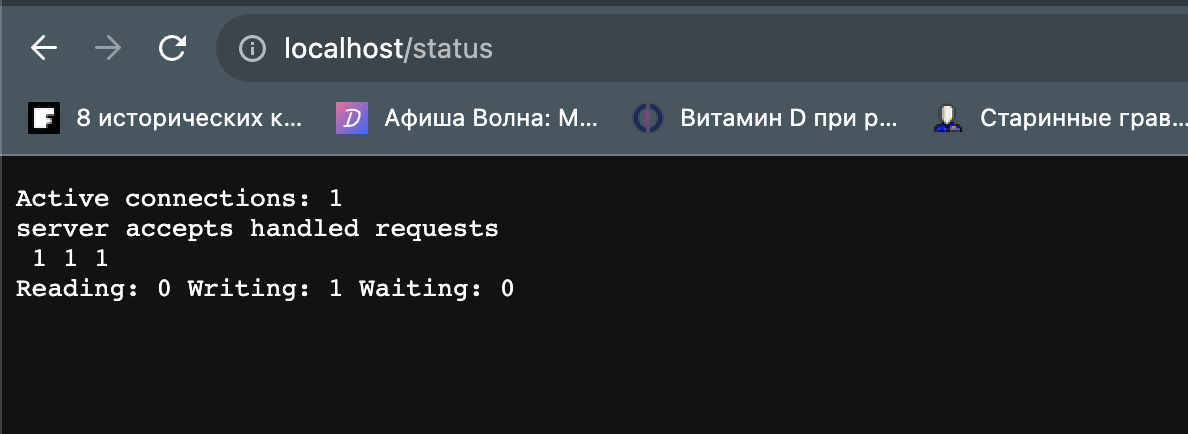 localhost/status
8 исторических к...
Афиша Волна: М...
Витамин D при р...
Старинные грав...
Active connections: 1
server accepts handled requests
1 1 1
Reading: 0 Writing: 1 Waiting: 0